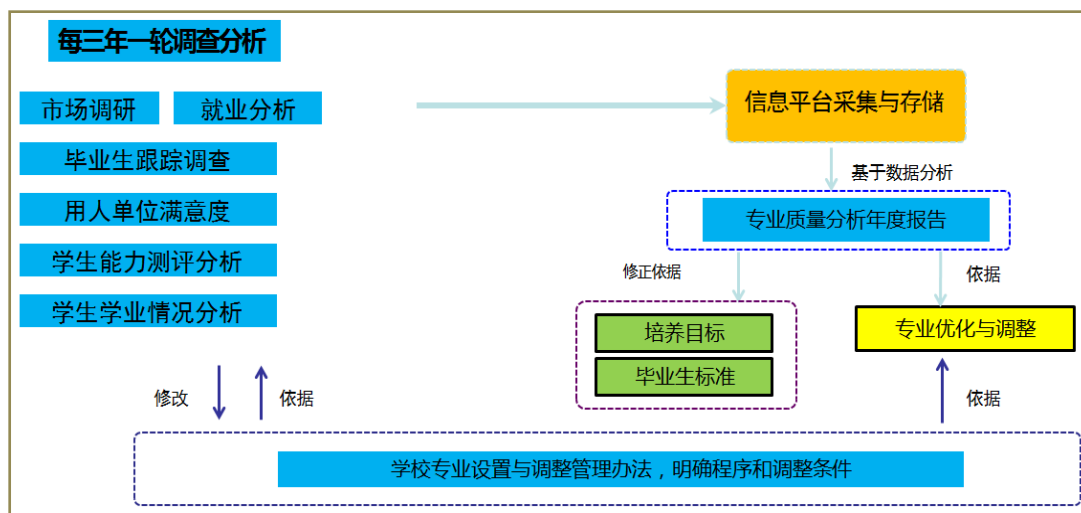 每三年一轮调查分析
市场调研
就业分析
信息平台采集与存储
毕业生跟踪调查
基于数据分析
用人单位满意度
专业质量分析年度报告
学生能力测评分析
修正依据
依据
学生学业情况分析
培养目标
专业优化与调整
毕业生标准
修改
依据
依据
学校专业设置与调整管理办法，明确程序和调整条件